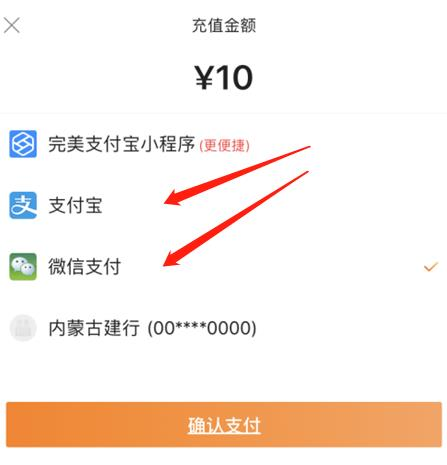 充值金额
¥10
完美支付宝小程序(更便捷)
支付宝
微信支付
内蒙古建行 (00****0000)
确认支付